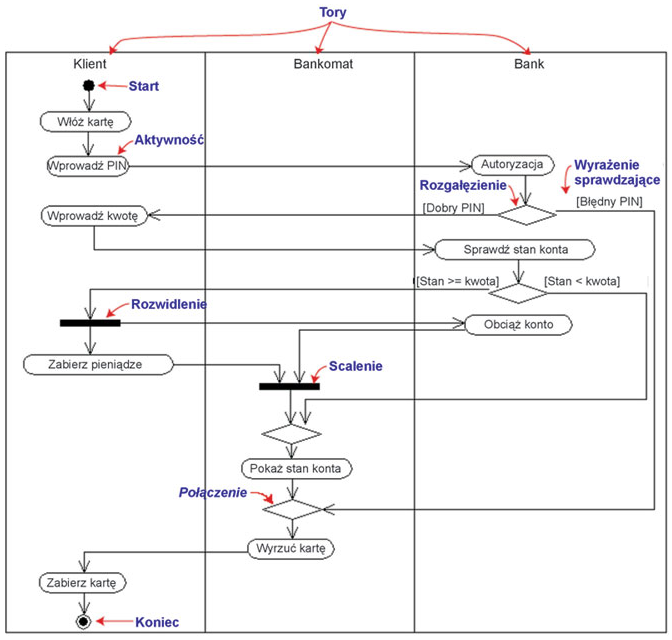 Tory
Klient
Bankomat
Bank
Start
Włóż kartę
Aktywność
Wprowadź PIN
Autoryzacja
Wyrażenie
sprawdzające
Rozgałęzienie
[Dobry PIN]
[Błędny PIN]
Wprowadź kwotę
Sprawdź stan konta
[Stan >= kwota]
[Stan < kwota]
Rozwidlenie
Obciąż konto
Zabierz pieniądze
Scalenie
Pokaż stan konta
Połączenie
Wyrzuć kartę
Zabierz kartę
Koniec